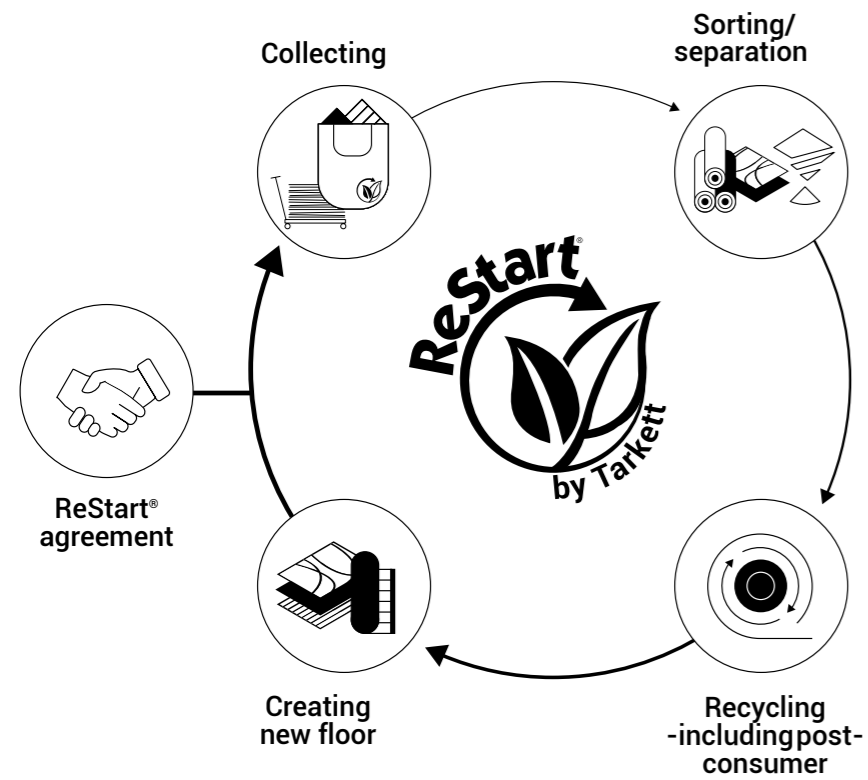 Collecting
Sorting/
separation
ReStart®
by Tarkett
ReStart®
agreement
Creating
new floor
Recycling
-including post-
consumer